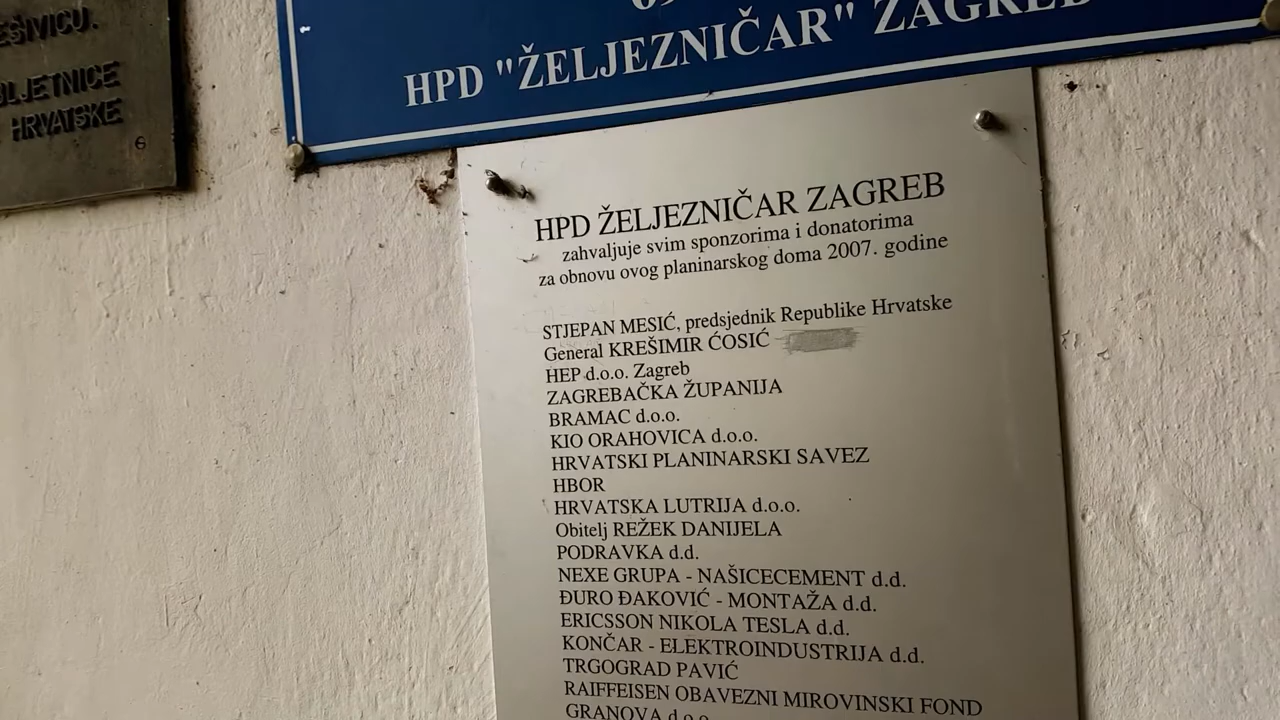 BLJETNICE
HRVATSKE
HPD "ŽELJEZNIČAR" ZAGREB
HPD ŽELJEZNIČAR ZAGREB
zahvaljuje svim sponzorima i donatorima
za obnovu ovog planinarskog doma 2007. godine
STJEPAN MESIĆ, predsjednik Republike Hrvatske
General KREŠIMIR ĆOSIĆ
HEP d.o.o. Zagreb
ZAGREBAČKA ŽUPANIJA
BRAMAC d.o.o.
KIO ORAHOVICA d.o.o.
HRVATSKI PLANINARSKI SAVEZ
HBOR
HRVATSKA LUTRIJA d.o.o.
Obitelj REŽEK DANIJELA
PODRAVKA d.d.
NEXE GRUPA - NAŠICECEMENT d.d.
ĐURO ĐAKOVIĆ - MONTAŽA d.d.
ERICSSON NIKOLA TESLA d.d.
KONČAR - ELEKTROINDUSTRIJA d.d.
TRGOGRAD PAVIĆ
RAIFFEISEN OBAVEZNI MIROVINSKI FOND
GRANOVA d.o.o.